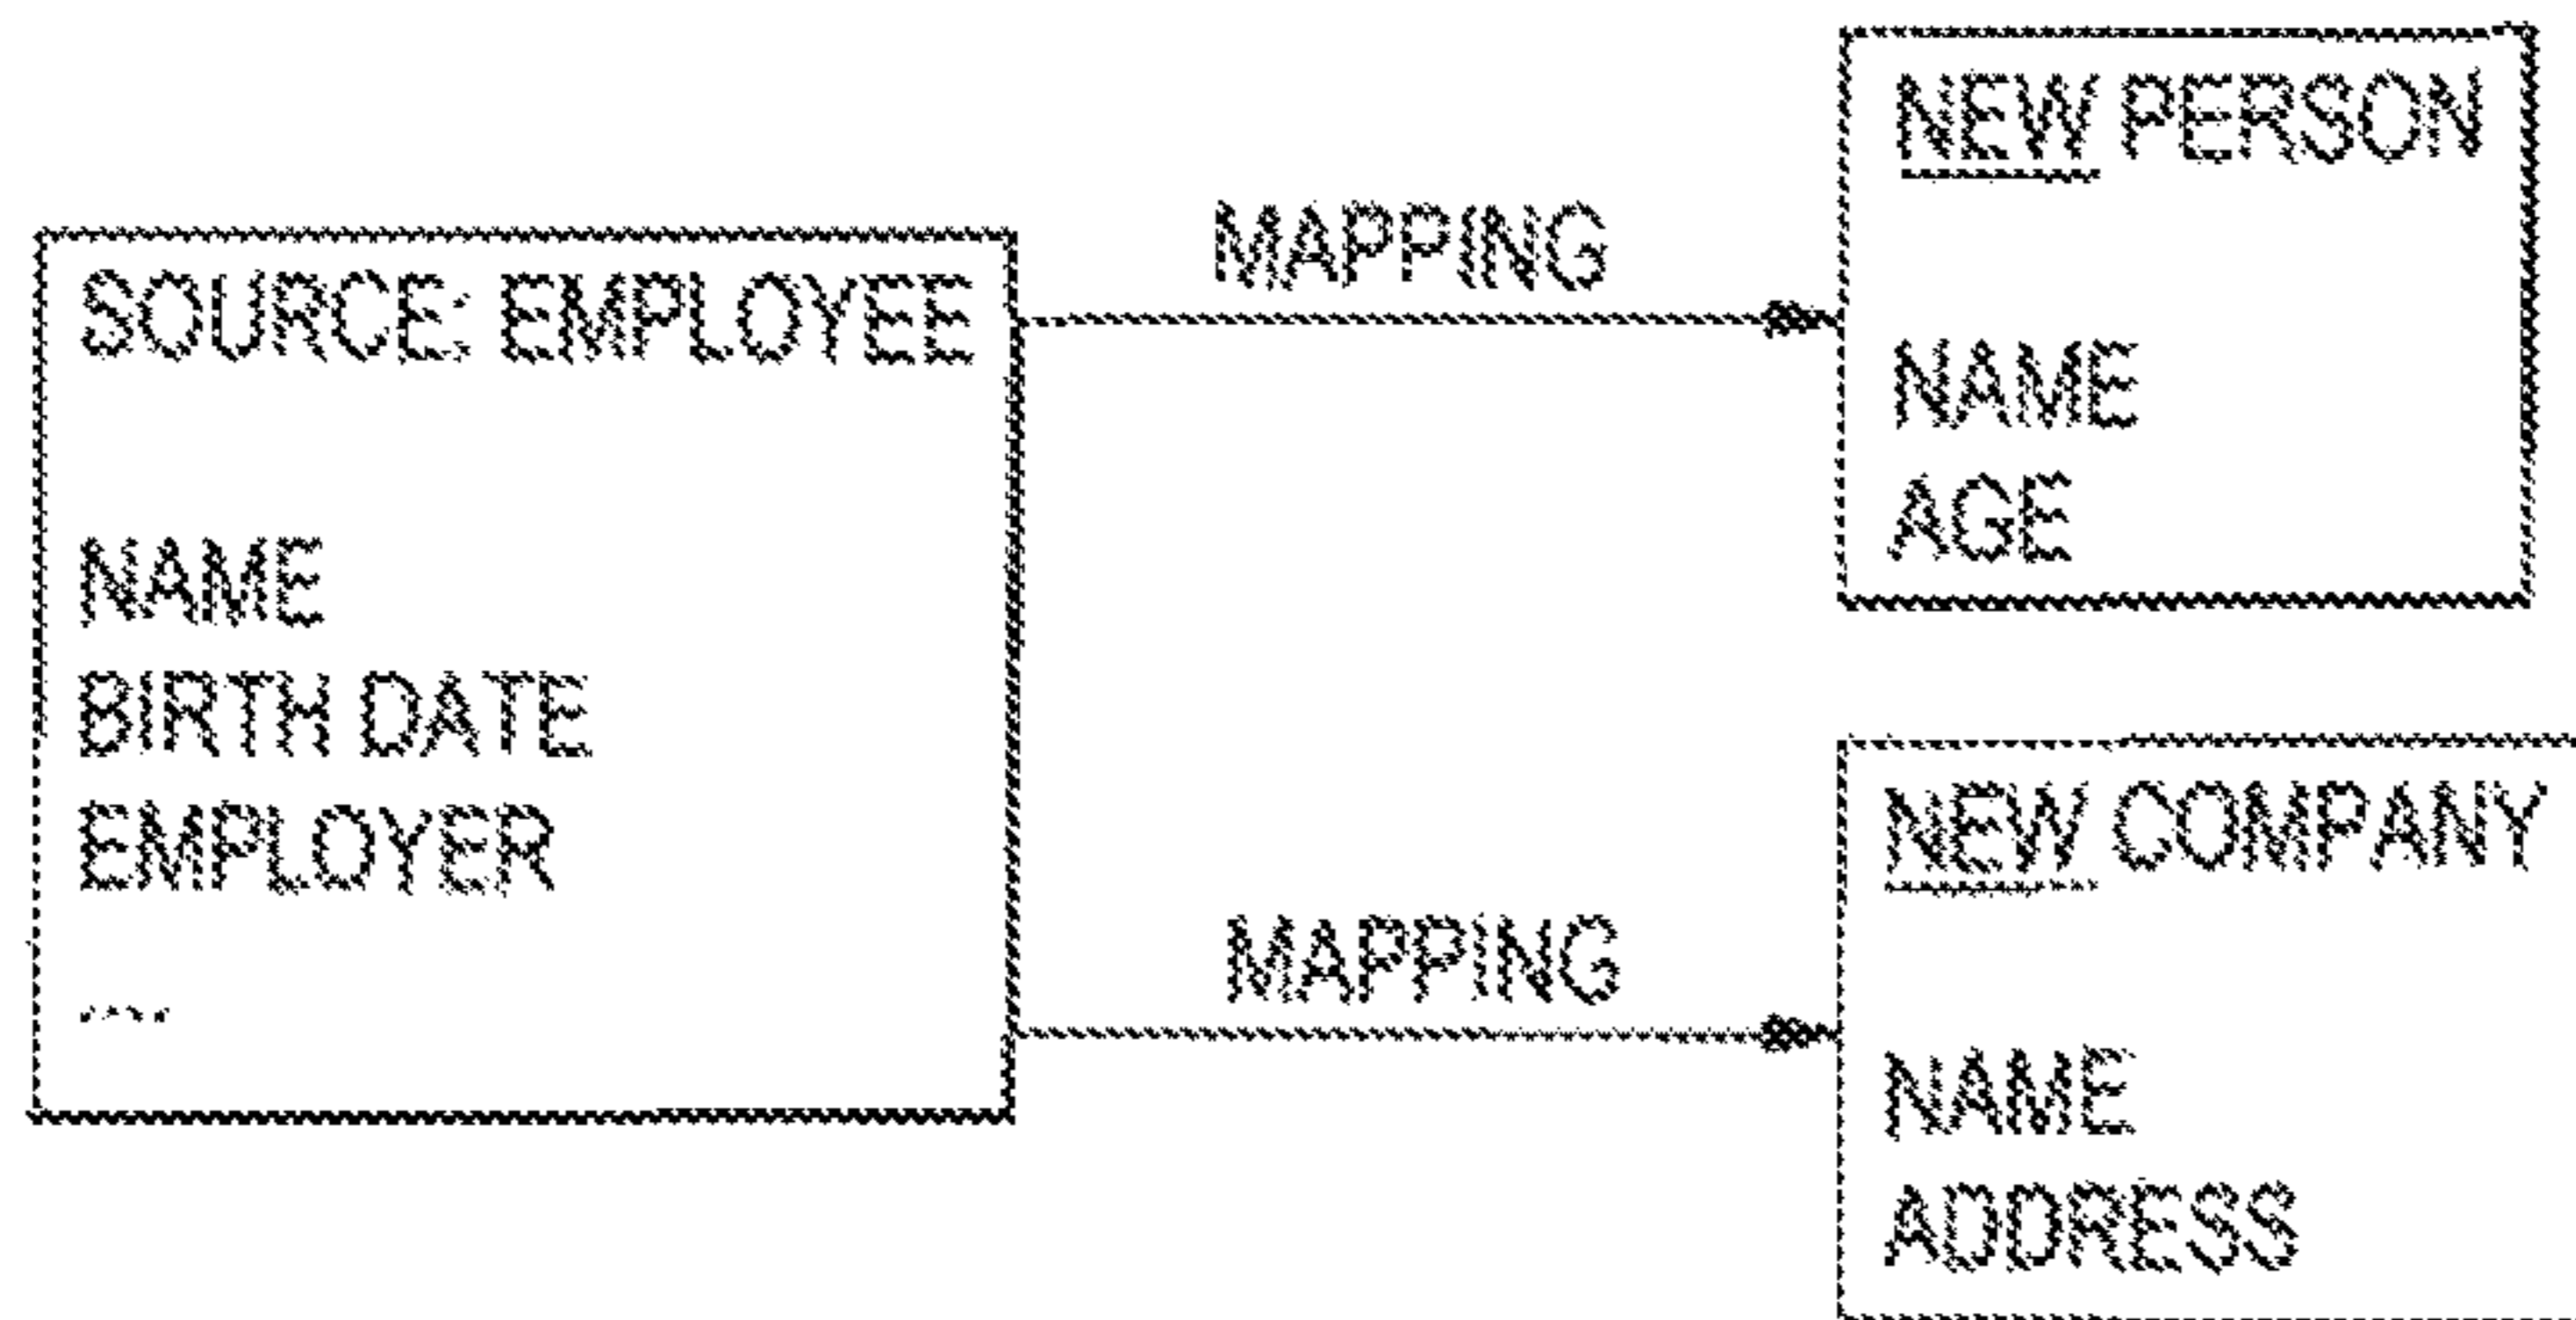 SOURCE: EMPLOYEE
NAME
BIRTH DATE
EMPLOYER
....
MAPPING
NEW PERSON
NAME
AGE
MAPPING
NEW COMPANY
NAME
ADDRESS